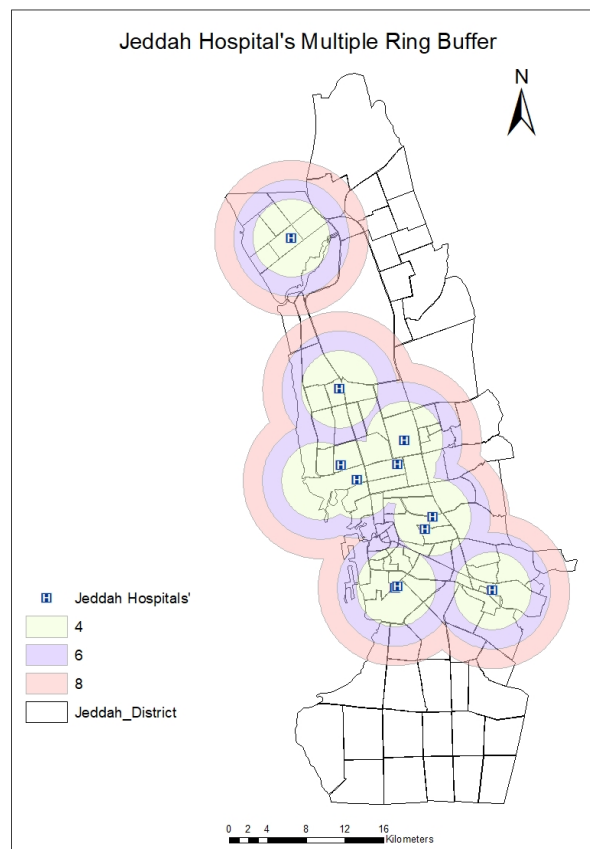 Jeddah Hospital's Multiple Ring Buffer
N
H
H
H
H
H
H
H
H
H
H
H Jeddah Hospitals'
4
6
8
Jeddah_District
0 2 4 8 12 16
Kilometers